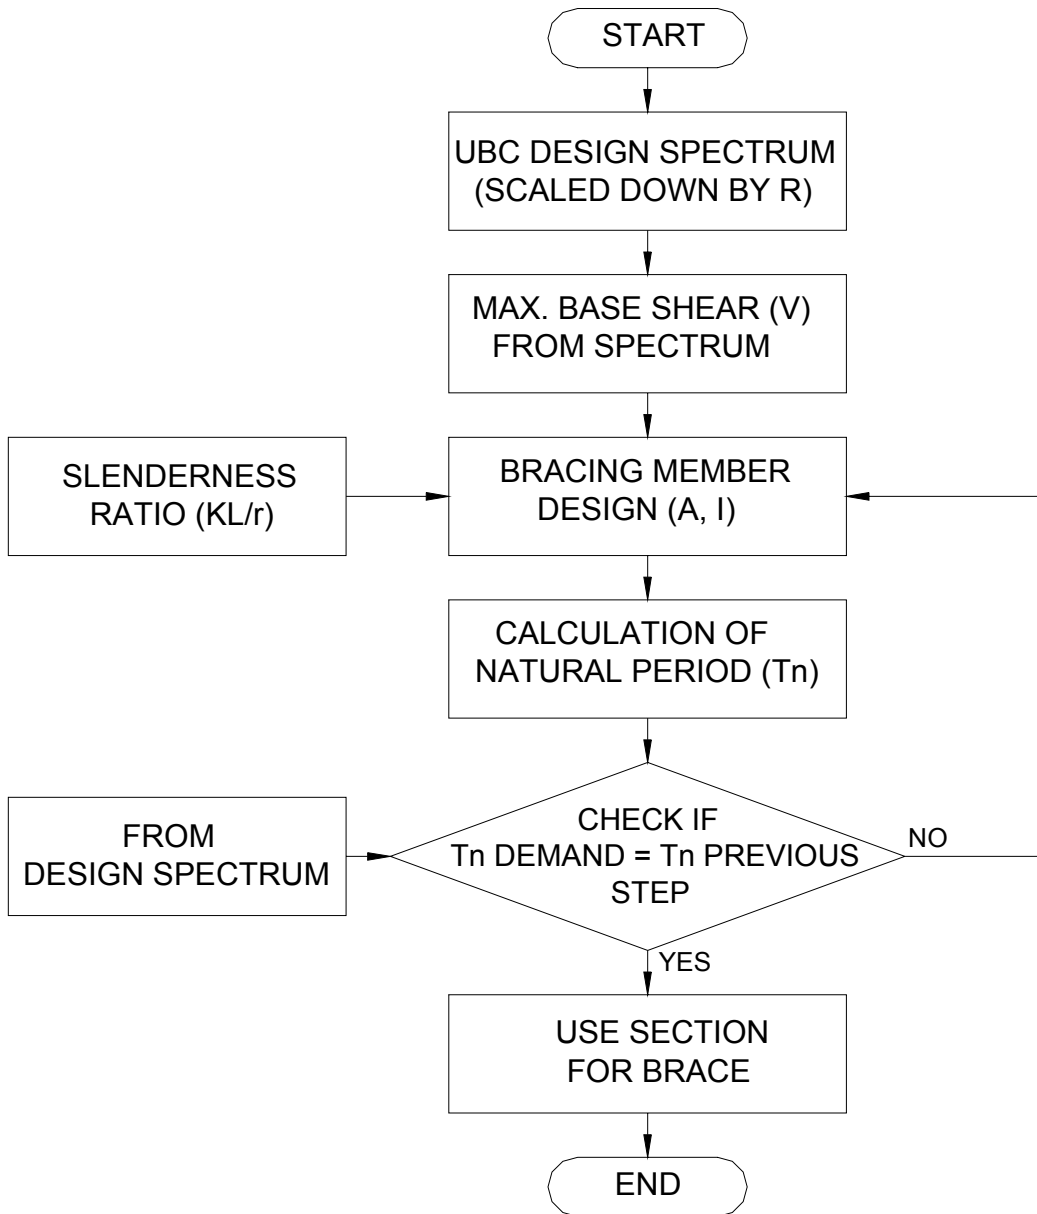 START
UBC DESIGN SPECTRUM
(SCALED DOWN BY R)
MAX. BASE SHEAR (V)
FROM SPECTRUM
SLENDERNESS
RATIO (KL/r)
BRACING MEMBER
DESIGN (A, I)
CALCULATION OF
NATURAL PERIOD (Tn)
FROM
DESIGN SPECTRUM
CHECK IF
Tn DEMAND = Tn PREVIOUS
STEP
NO
YES
USE SECTION
FOR BRACE
END